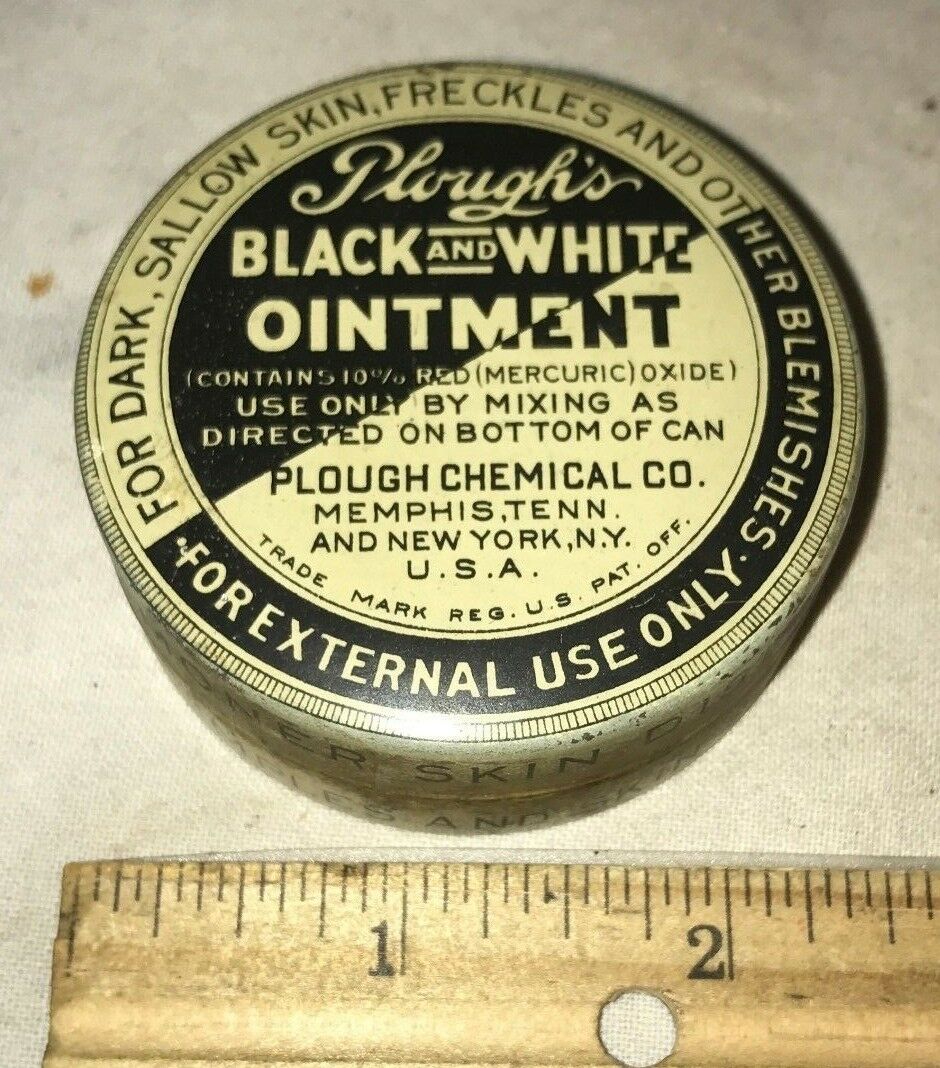 FOR DARK, SALLOW SKIN, FRECKLES AND OTHER BLEMISHES
Plough's
BLACK AND WHITE
OINTMENT
(CONTAINS 10% RED (MERCURIC) OXIDE)
USE ONLY BY MIXING AS
DIRECTED ON BOTTOM OF CAN
PLOUGH CHEMICAL CO.
MEMPHIS, TENN.
AND NEW YORK, N.Y.
U.S.A.
TRADE MARK REG. U.S. PAT. OFF.
·FOR EXTERNAL USE ONLY·
SKIN
AND
1 2